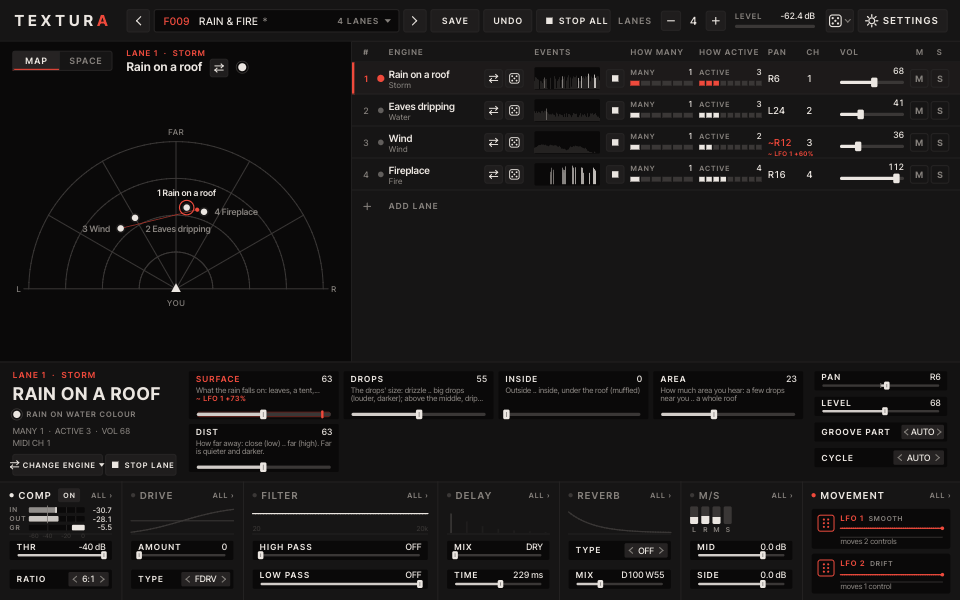 TEXTURA
F009 RAIN & FIRE * 4 LANES
SAVE
UNDO
STOP ALL
LANES 4
LEVEL -62.4 dB
SETTINGS
MAP SPACE
LANE 1 · STORM
Rain on a roof
FAR
1 Rain on a roof
4 Fireplace
3 Wind
2 Eaves dripping
L
R
YOU
# ENGINE EVENTS HOW MANY HOW ACTIVE PAN CH VOL M S
1 Rain on a roof MANY 1 ACTIVE 3 R6 1 68 M S
Storm
2 Eaves dripping MANY 1 ACTIVE 3 L24 2 41 M S
Water
3 Wind MANY 1 ACTIVE 2 ~R12 3 36 M S
Wind ~ LFO 1 +60%
4 Fireplace MANY 1 ACTIVE 4 R16 4 112 M S
Fire
+ ADD LANE
LANE 1 · STORM
RAIN ON A ROOF
RAIN ON WATER COLOUR
MANY 1 · ACTIVE 3 · VOL 68
MIDI CH 1
CHANGE ENGINE
STOP LANE
SURFACE 63
What the rain falls on: leaves, a tent,...
~ LFO 1 +73%
DROPS 55
The drops' size: drizzle .. big drops
(louder, darker); above the middle, drip...
INSIDE 0
Outside .. inside, under the roof (muffled)
AREA 23
How much area you hear: a few drops
near you .. a whole roof
DIST 63
How far away: close (low) .. far (high). Far
is quieter and darker.
PAN R6
LEVEL 68
GROOVE PART < AUTO >
CYCLE < AUTO >
COMP ON ALL ›
IN -30.7
OUT -28.1
GR -5.5
-60 -40 -20 0
THR -40 dB
RATIO < 6:1 >
DRIVE ALL ›
AMOUNT 0
TYPE < FDRV >
FILTER ALL ›
20 20k
HIGH PASS OFF
LOW PASS OFF
DELAY ALL ›
MIX DRY
TIME 229 ms
REVERB ALL ›
TYPE < OFF >
MIX D100 W55
M/S ALL ›
L R M S
MID 0.0 dB
SIDE 0.0 dB
MOVEMENT ALL ›
LFO 1 SMOOTH
moves 2 controls
LFO 2 DRIFT
moves 1 control